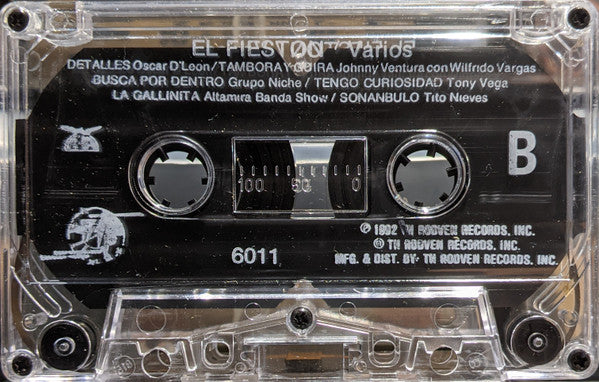 EL FIESTON Varios
DETALLES Oscar D'Leon/TAMBORA Y GUIRA Johnny Ventura con Wilfrido Vargas
BUSCA POR DENTRO Grupo Niche / TENGO CURIOSIDAD Tony Vega
LA GALLINITA Altamira Banda Show / SONANBULO Tito Nieves
B
100 50 0
6011
© 1992 TH RODVEN RECORDS, INC.
℗ TH RODVEN RECORDS, INC.
MFG. & DIST. BY: TH RODVEN RECORDS, INC.